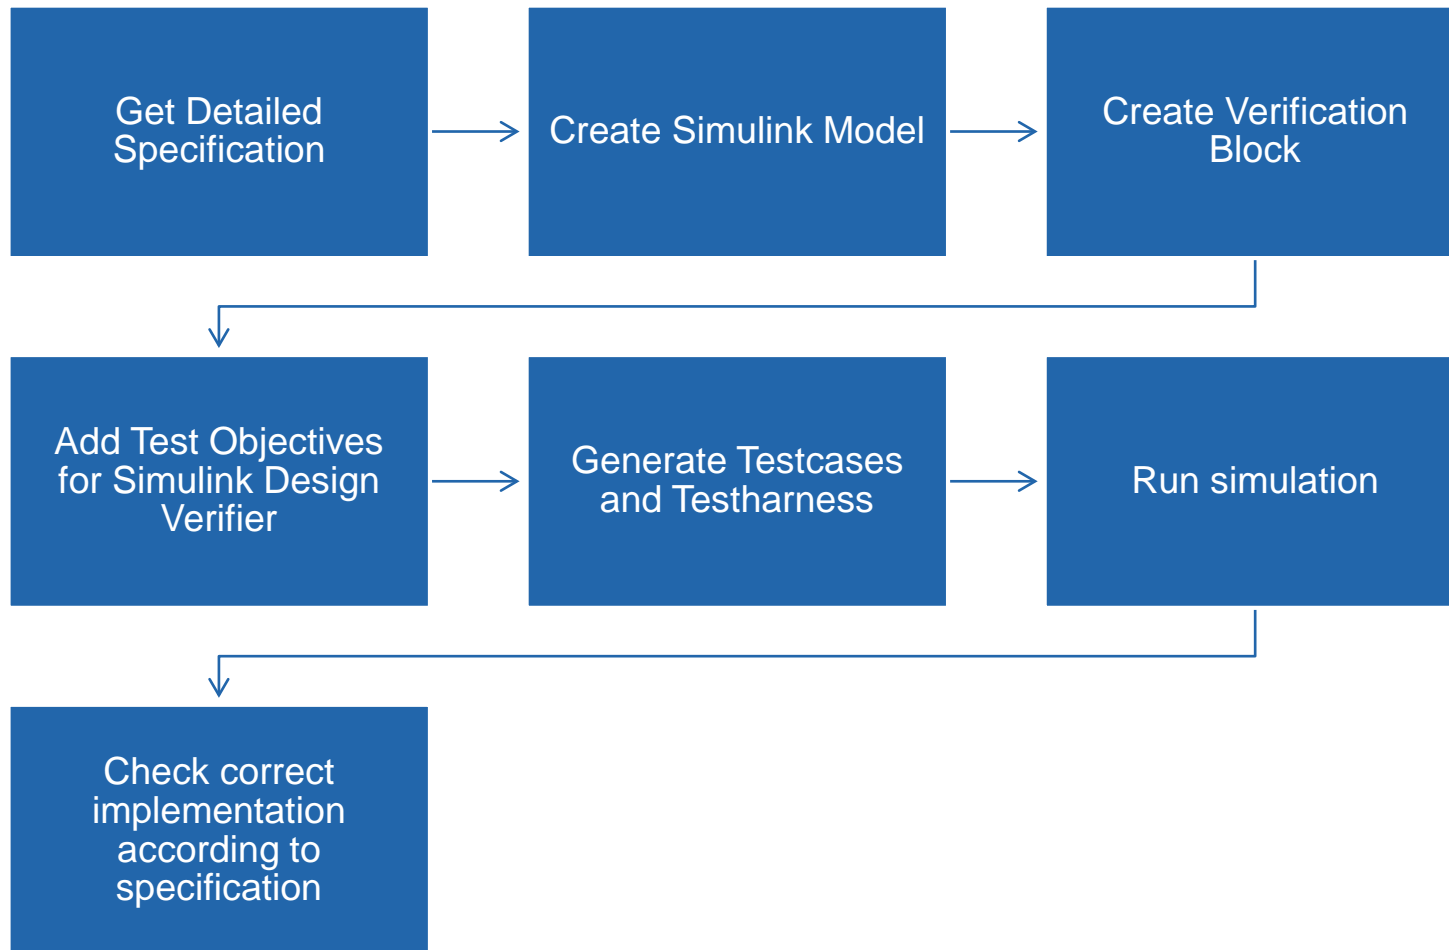 Get Detailed
Specification
Create Simulink Model
Create Verification
Block
Add Test Objectives
for Simulink Design
Verifier
Generate Testcases
and Testharness
Run simulation
Check correct
implementation
according to
specification